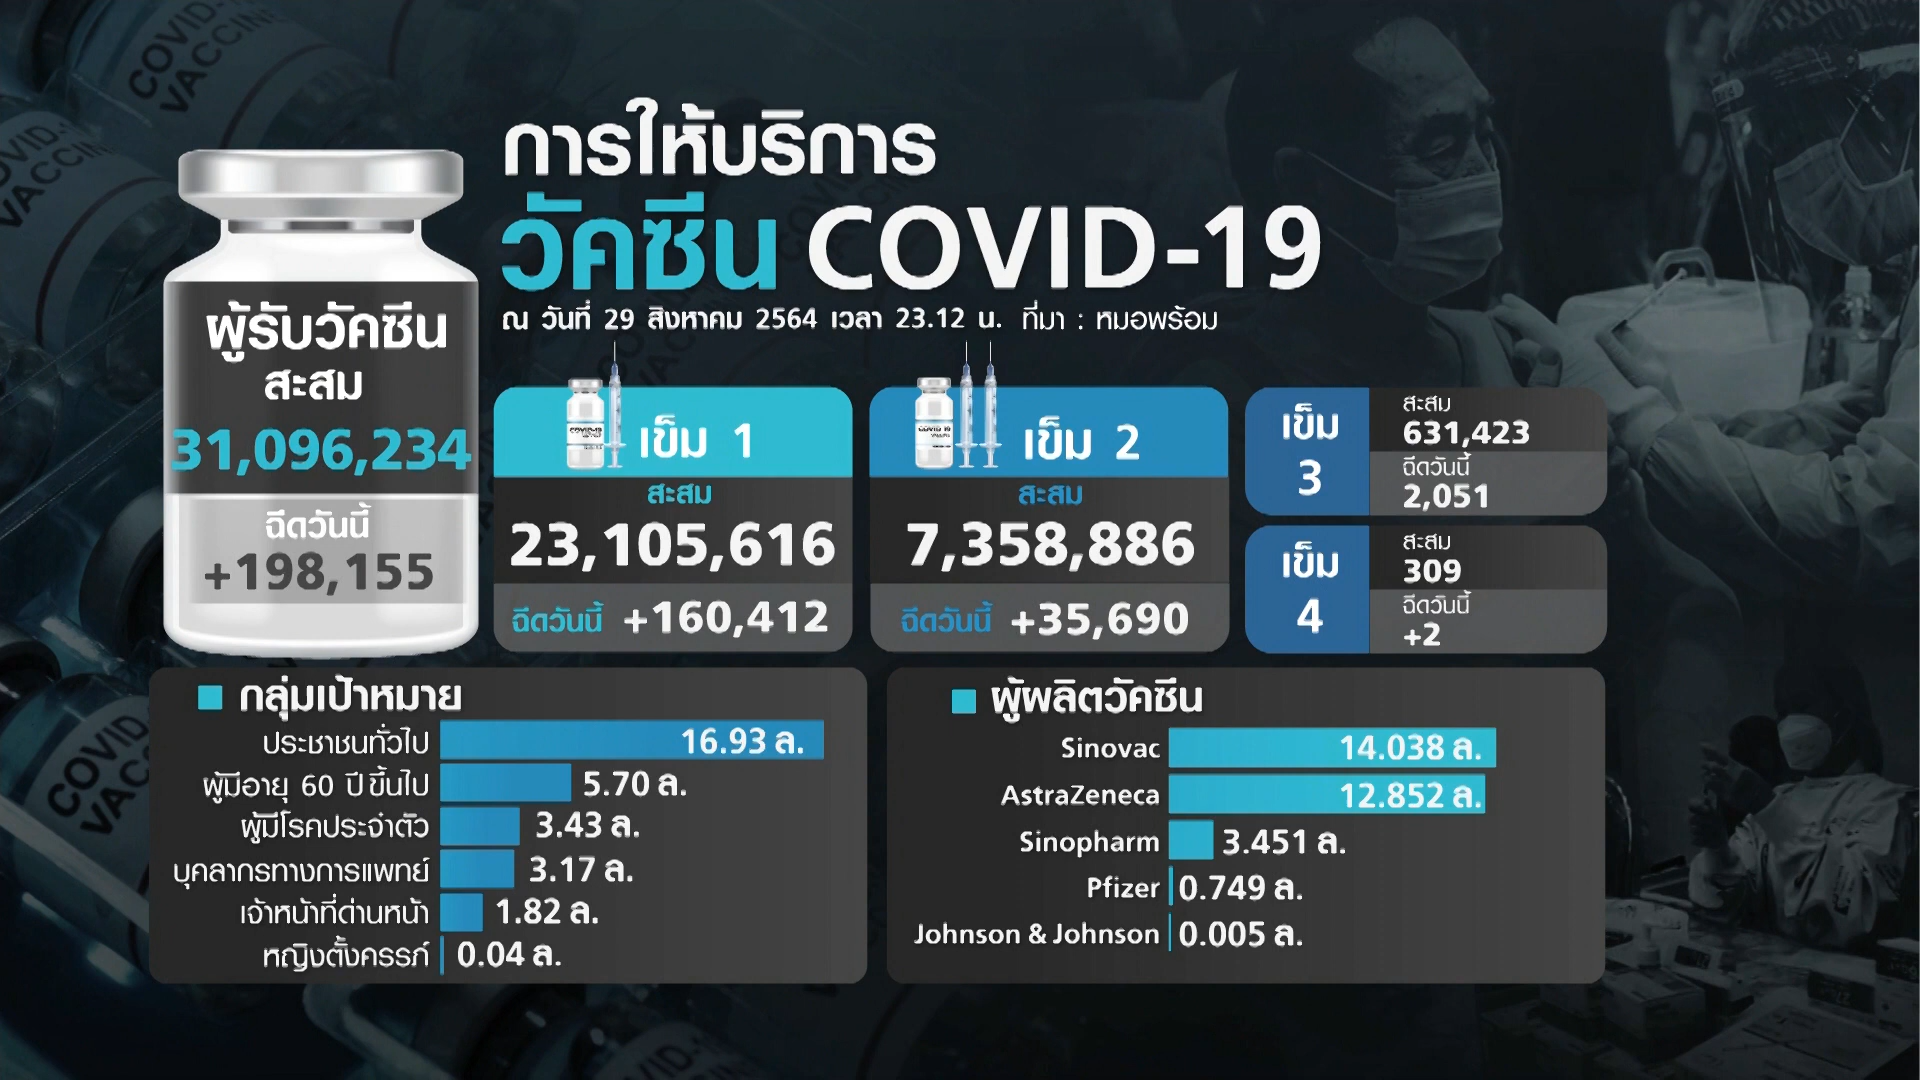 การให้บริการ
วัคซีน COVID-19
ณ วันที่ 29 สิงหาคม 2564 เวลา 23.12 น. ที่มา : หมอพร้อม
ผู้รับวัคซีน
สะสม
31,096,234
ฉีดวันนี้
+198,155
เข็ม 1
สะสม
23,105,616
ฉีดวันนี้ +160,412
เข็ม 2
สะสม
7,358,886
ฉีดวันนี้ +35,690
เข็ม 3
สะสม
631,423
ฉีดวันนี้
2,051
เข็ม 4
สะสม
309
ฉีดวันนี้
+2
กลุ่มเป้าหมาย
ประชาชนทั่วไป 16.93 ล.
ผู้มีอายุ 60 ปีขึ้นไป 5.70 ล.
ผู้มีโรคประจำตัว 3.43 ล.
บุคลากรทางการแพทย์ 3.17 ล.
เจ้าหน้าที่ด่านหน้า 1.82 ล.
หญิงตั้งครรภ์ 0.04 ล.
ผู้ผลิตวัคซีน
Sinovac 14.038 ล.
AstraZeneca 12.852 ล.
Sinopharm 3.451 ล.
Pfizer 0.749 ล.
Johnson & Johnson 0.005 ล.
COVID-
VACCINE
VACCIN
COVID
VAC